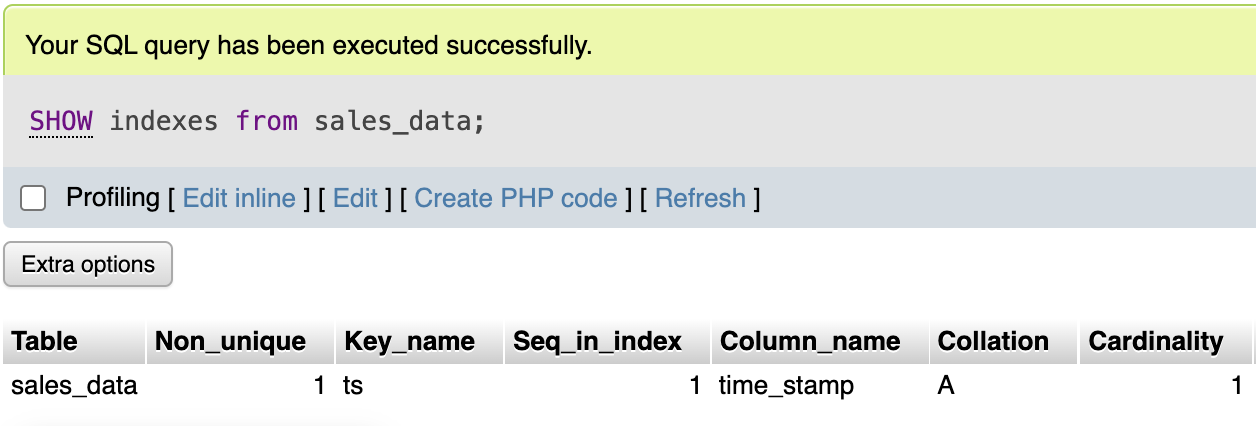 Your SQL query has been executed successfully.
SHOW indexes from sales_data;
Profiling [ Edit inline ] [ Edit ] [ Create PHP code ] [ Refresh ]
Extra options
Table Non_unique Key_name Seq_in_index Column_name Collation Cardinality
sales_data 1 ts 1 time_stamp A 1